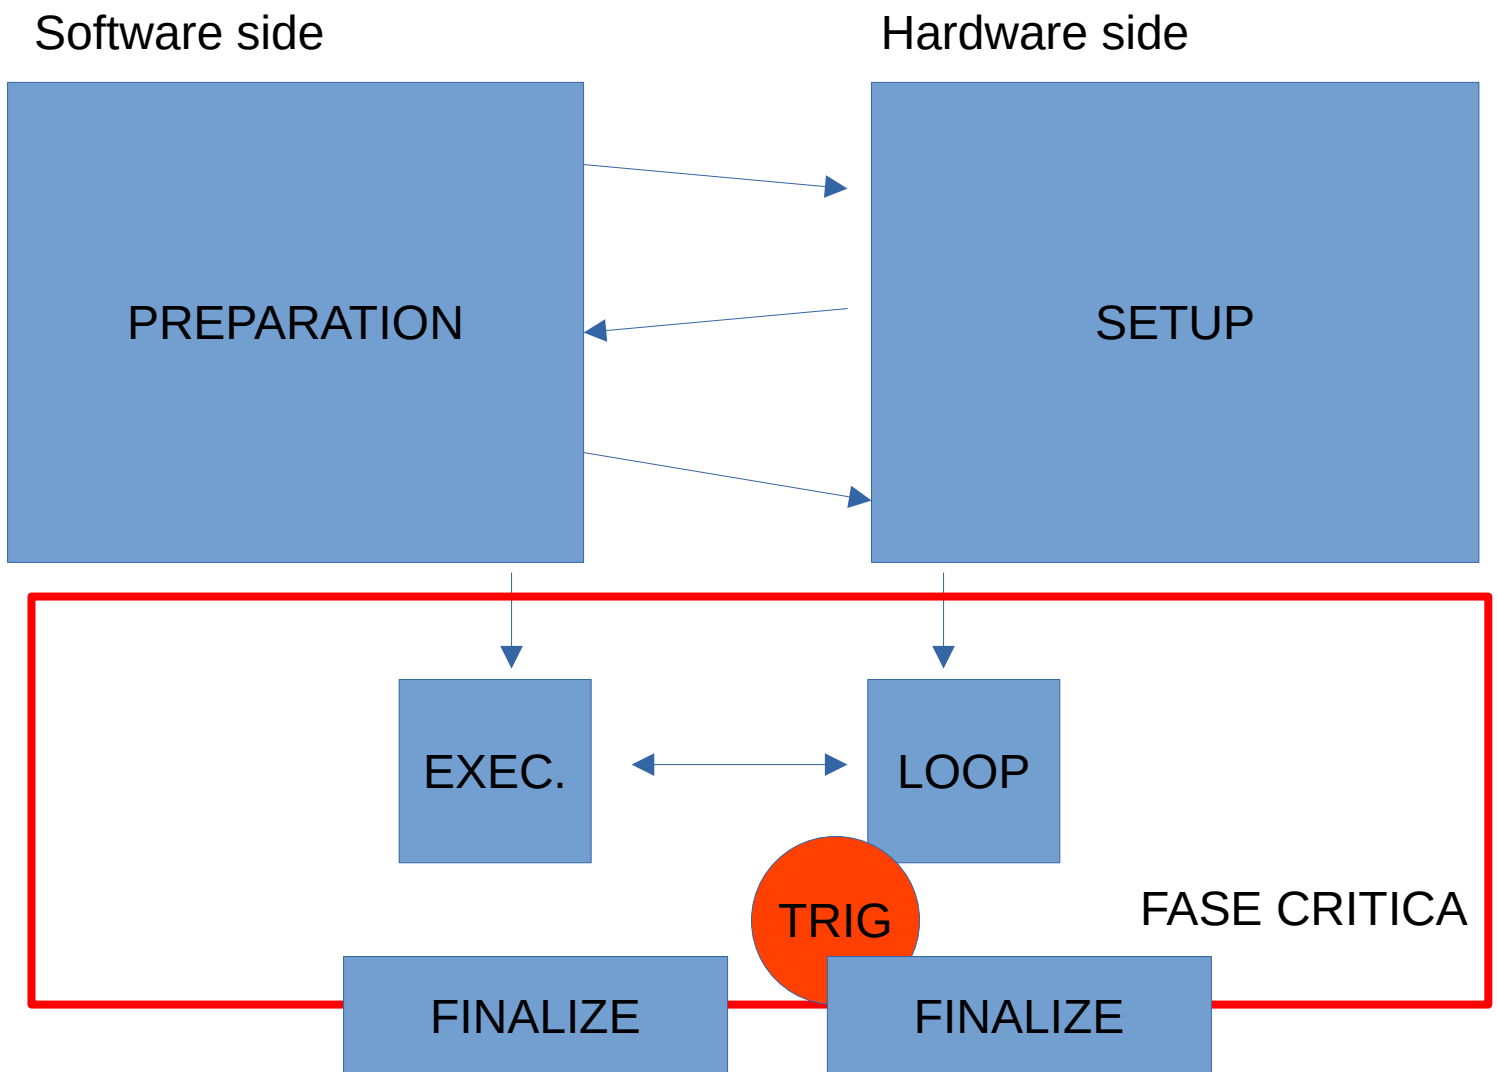 Software side
Hardware side
PREPARATION
SETUP
EXEC.
LOOP
TRIG
FASE CRITICA
FINALIZE
FINALIZE